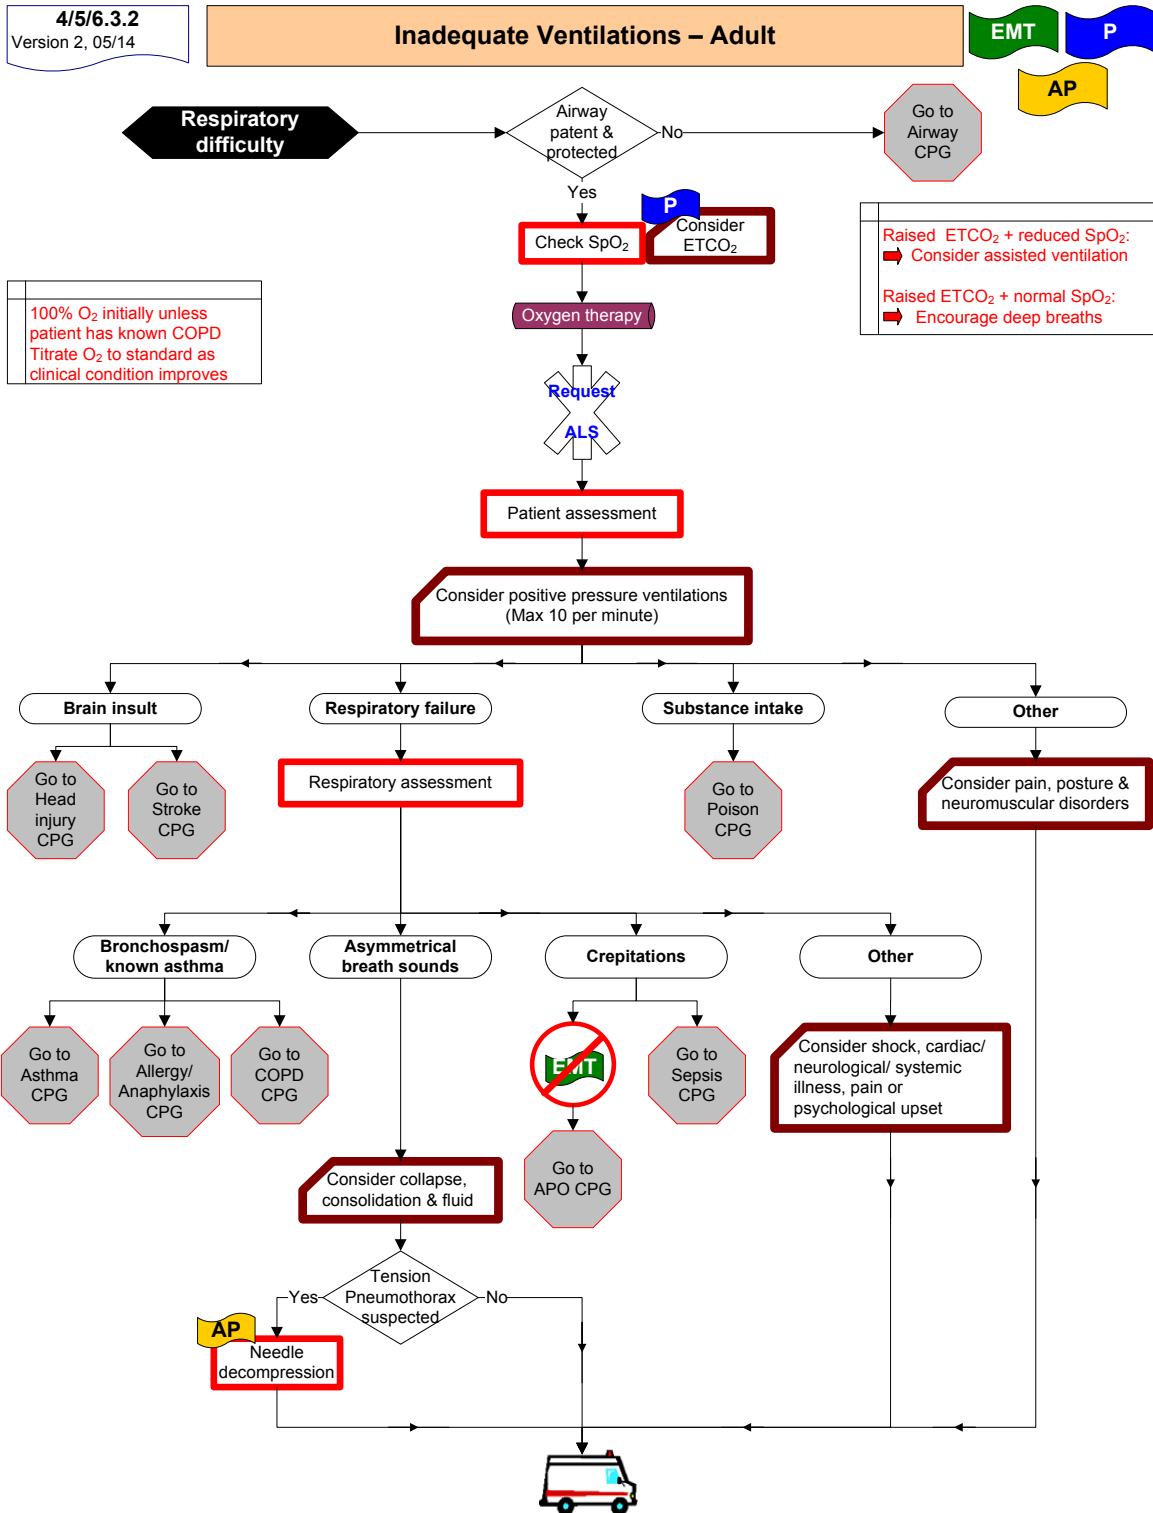 4/5/6.3.2
Version 2, 05/14
Inadequate Ventilations – Adult
EMT
P
AP
Respiratory
difficulty
Airway
patent &
protected
No
Go to
Airway
CPG
Yes
P
Check SpO₂
Consider
ETCO₂
Raised ETCO₂ + reduced SpO₂:
Consider assisted ventilation
Raised ETCO₂ + normal SpO₂:
Encourage deep breaths
100% O₂ initially unless
patient has known COPD
Titrate O₂ to standard as
clinical condition improves
Oxygen therapy
Request
ALS
Patient assessment
Consider positive pressure ventilations
(Max 10 per minute)
Brain insult
Respiratory failure
Substance intake
Other
Go to
Head
injury
CPG
Go to
Stroke
CPG
Respiratory assessment
Go to
Poison
CPG
Consider pain, posture &
neuromuscular disorders
Bronchospasm/
known asthma
Asymmetrical
breath sounds
Crepitations
Other
Go to
Asthma
CPG
Go to
Allergy/
Anaphylaxis
CPG
Go to
COPD
CPG
EMT
Go to
Sepsis
CPG
Consider shock, cardiac/
neurological/ systemic
illness, pain or
psychological upset
Go to
APO CPG
Consider collapse,
consolidation & fluid
Tension
Pneumothorax
suspected
Yes
No
AP
Needle
decompression